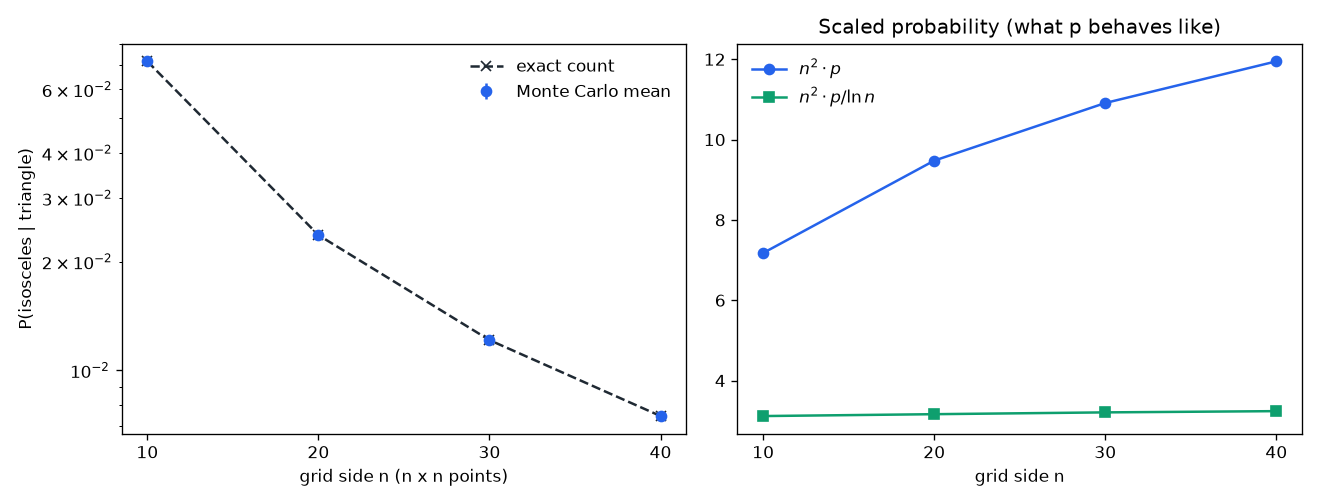 P(isosceles | triangle)
6 × 10⁻²
4 × 10⁻²
3 × 10⁻²
2 × 10⁻²
10⁻²
exact count
Monte Carlo mean
10 20 30 40
grid side n (n x n points)
Scaled probability (what p behaves like)
12
10
8
6
4
n² · p
n² · p/ln n
10 20 30 40
grid side n